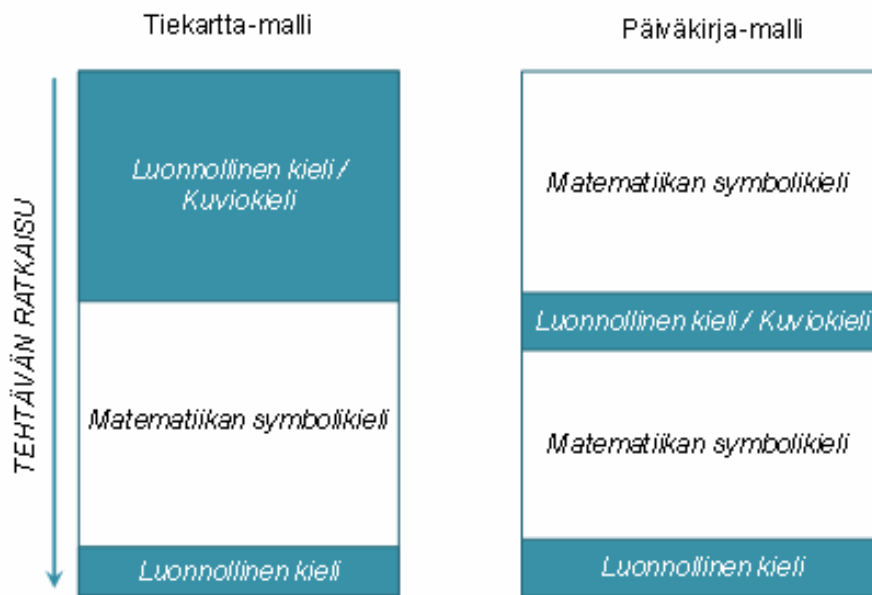 Tiekartta-malli
Päiväkirja-malli
TEHTÄVÄN RATKAISU
Luonnollinen kieli /
Kuviokieli
Matematiikan symbolikieli
Luonnollinen kieli
Matematiikan symbolikieli
Luonnollinen kieli / Kuviokieli
Matematiikan symbolikieli
Luonnollinen kieli